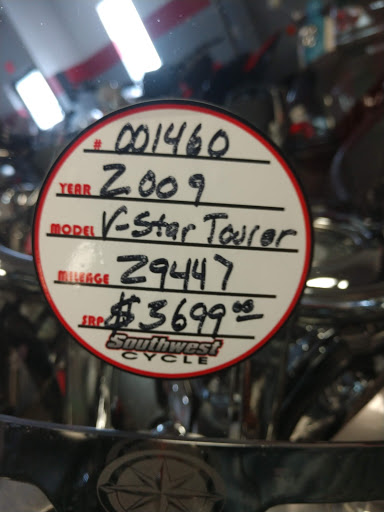 # 001460
YEAR 2009
MODEL V-Star Tourer
MILEAGE 29447
SRP $3699.00
Southwest
CYCLE